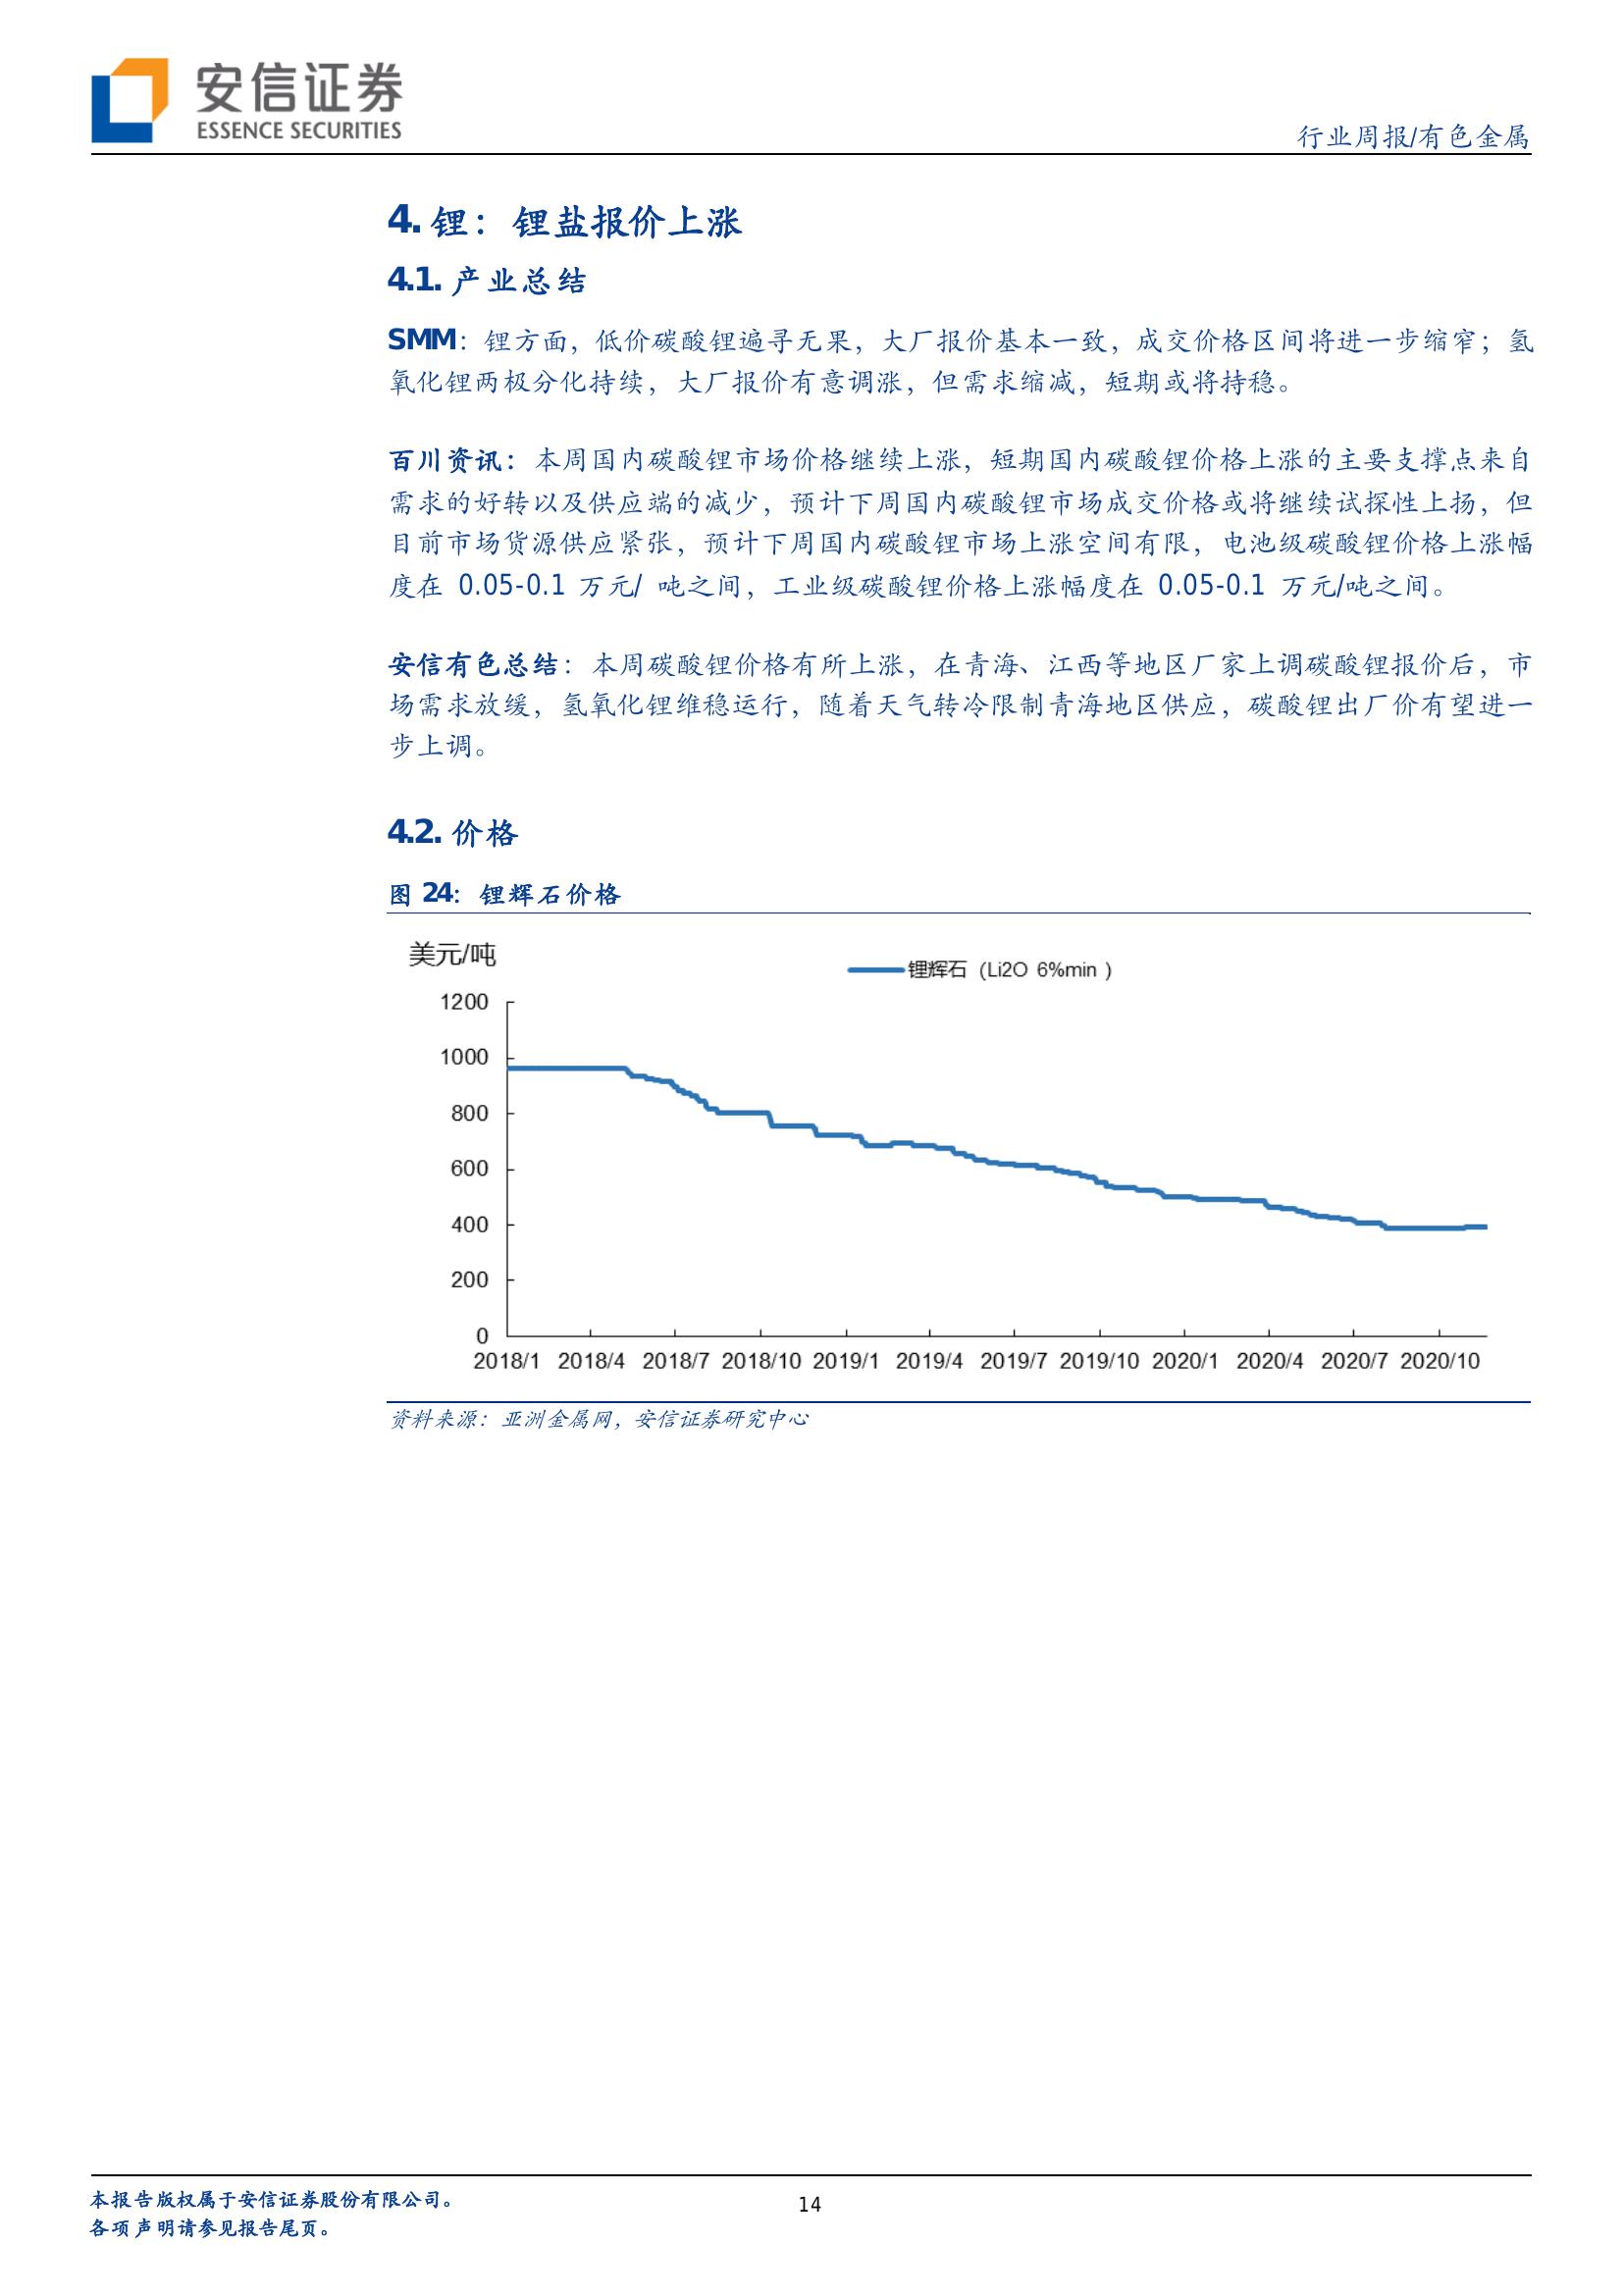 安信证券
ESSENCE SECURITIES
行业周报/有色金属
4. 锂：锂盐报价上涨
4.1. 产业总结
SMM：锂方面，低价碳酸锂遍寻无果，大厂报价基本一致，成交价格区间将进一步缩窄；氢
氧化锂两极分化持续，大厂报价有意调涨，但需求缩减，短期或将持稳。
百川资讯：本周国内碳酸锂市场价格继续上涨，短期国内碳酸锂价格上涨的主要支撑点来自
需求的好转以及供应端的减少，预计下周国内碳酸锂市场成交价格或将继续试探性上扬，但
目前市场货源供应紧张，预计下周国内碳酸锂市场上涨空间有限，电池级碳酸锂价格上涨幅
度在 0.05-0.1 万元/ 吨之间，工业级碳酸锂价格上涨幅度在 0.05-0.1 万元/吨之间。
安信有色总结：本周碳酸锂价格有所上涨，在青海、江西等地区厂家上调碳酸锂报价后，市
场需求放缓，氢氧化锂维稳运行，随着天气转冷限制青海地区供应，碳酸锂出厂价有望进一
步上调。
4.2. 价格
图 24：锂辉石价格
美元/吨
锂辉石（Li2O 6%min ）
1200
1000
800
600
400
200
0
2018/1 2018/4 2018/7 2018/10 2019/1 2019/4 2019/7 2019/10 2020/1 2020/4 2020/7 2020/10
资料来源：亚洲金属网，安信证券研究中心
本报告版权属于安信证券股份有限公司。
14
各项声明请参见报告尾页。